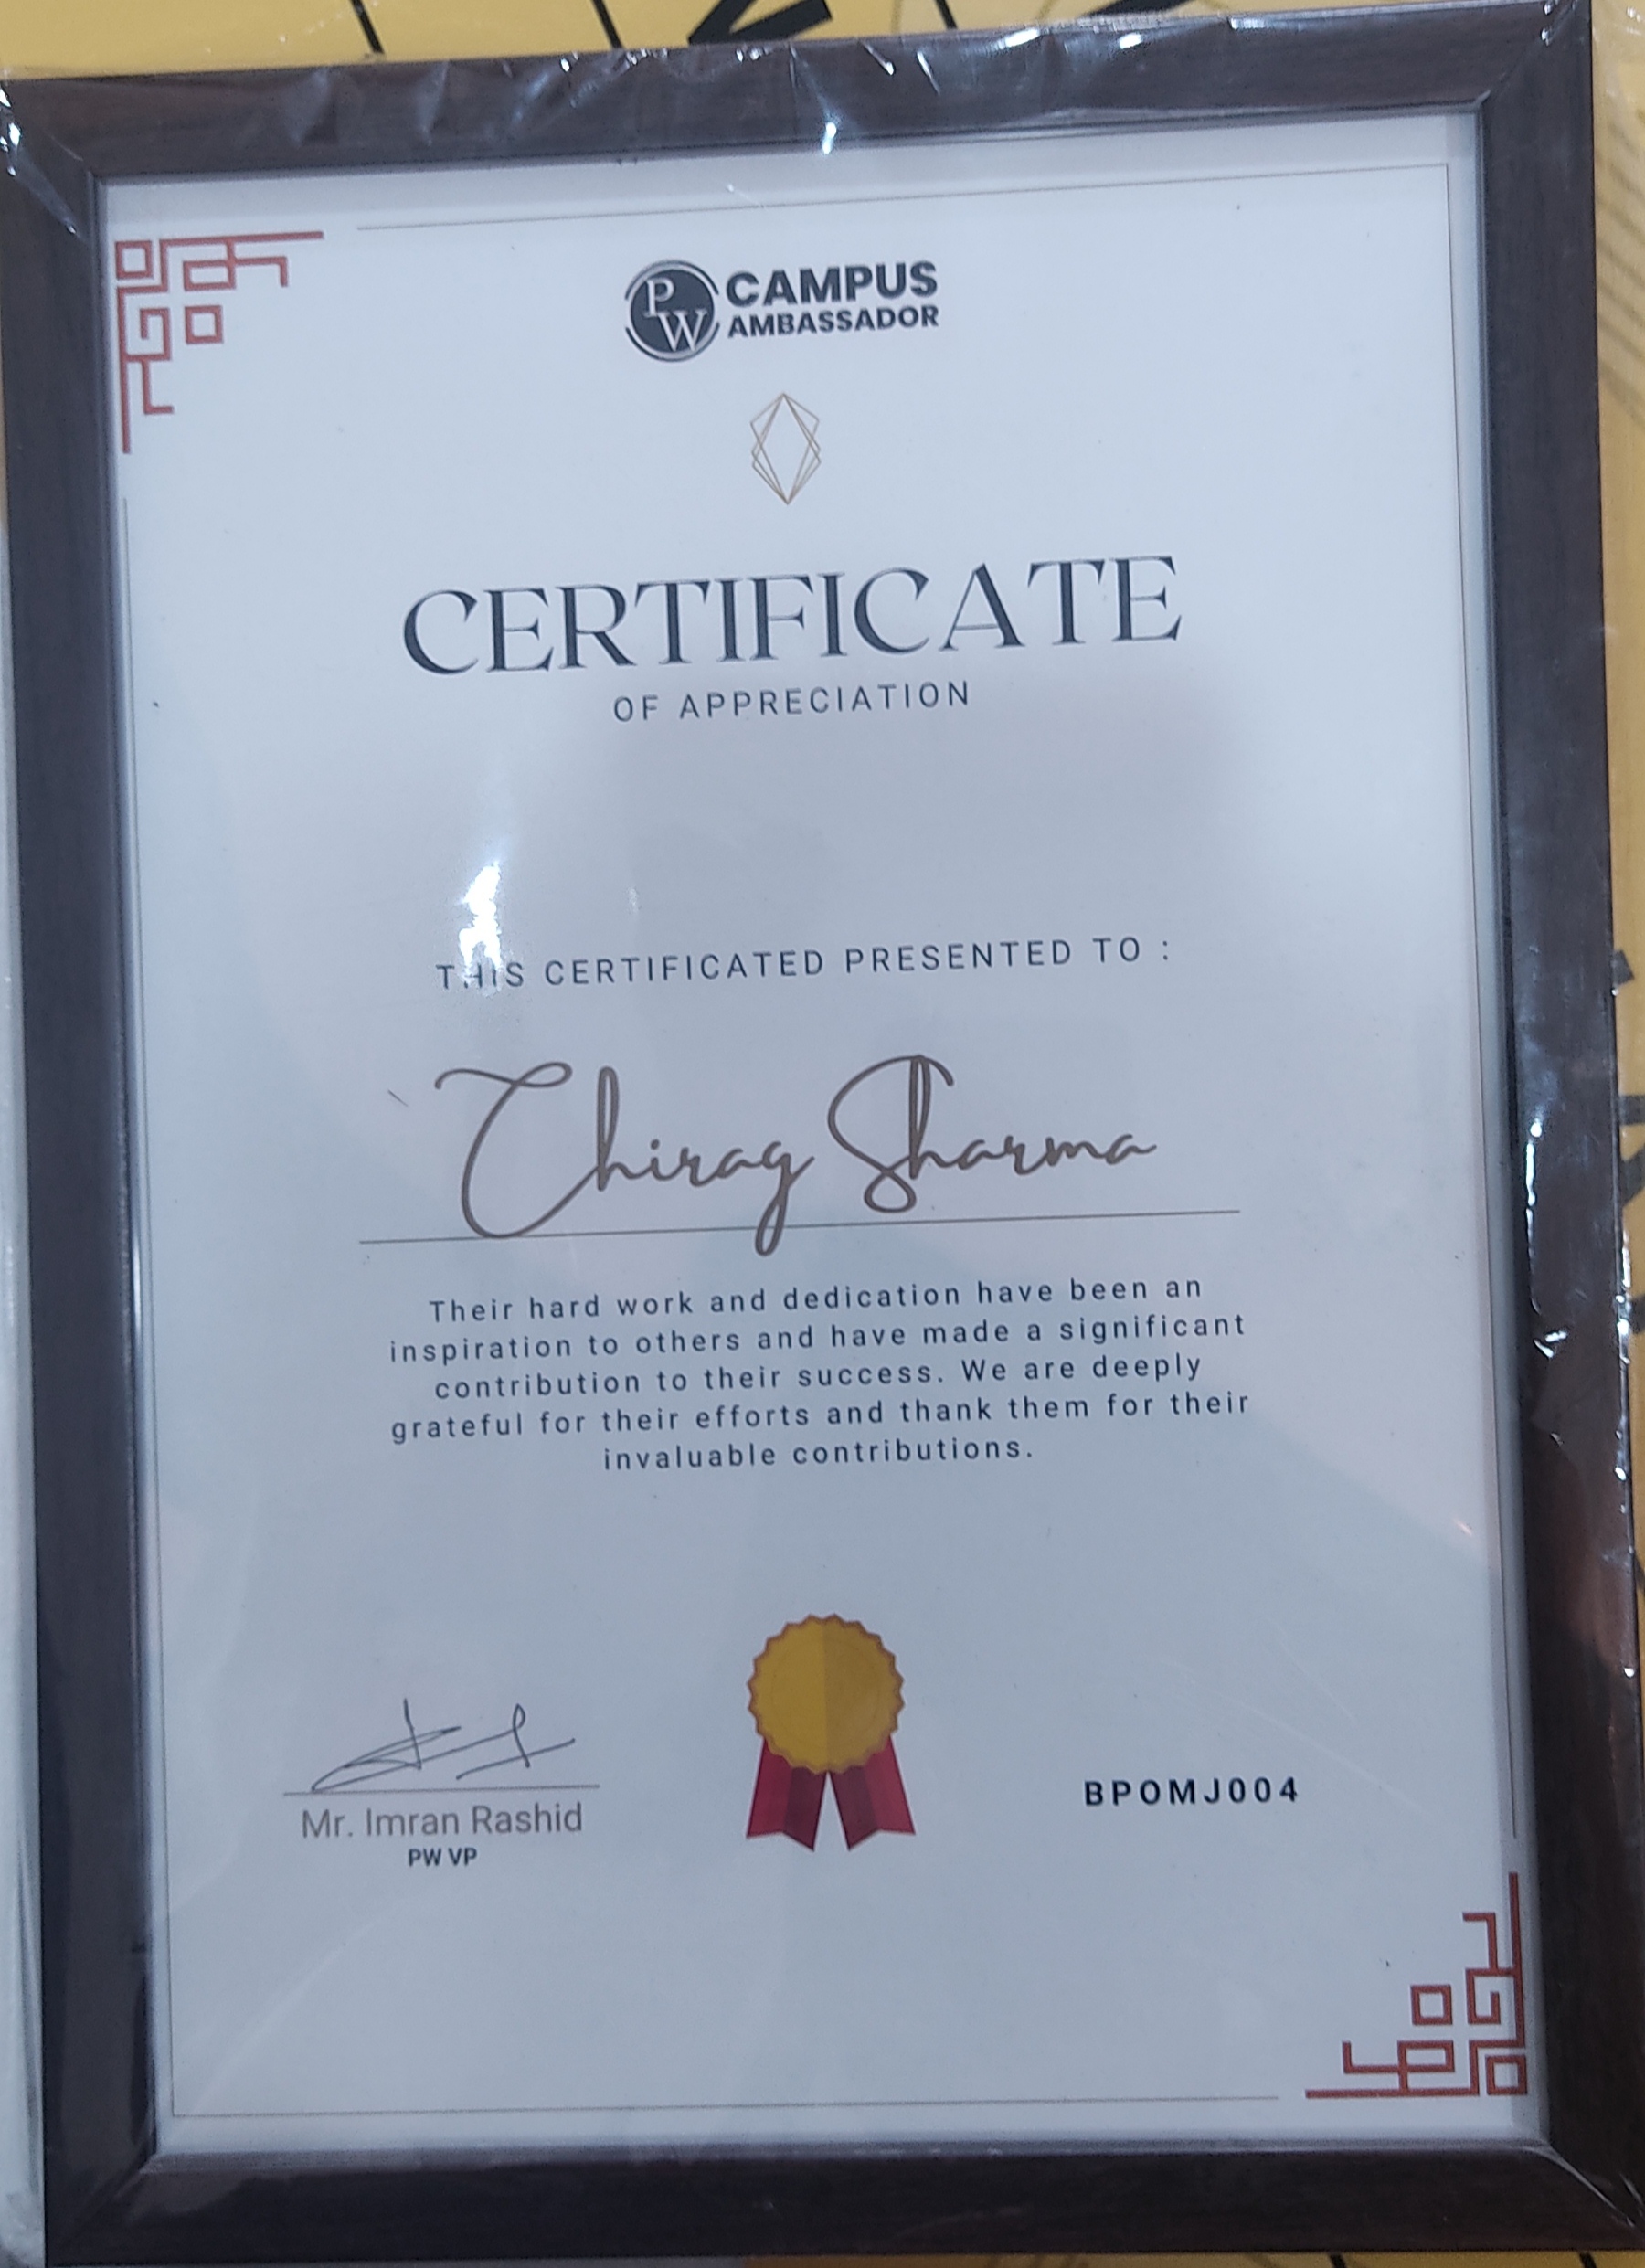 PW
CAMPUS
AMBASSADOR
CERTIFICATE
OF APPRECIATION
THIS CERTIFICATED PRESENTED TO :
Chirag Sharma
Their hard work and dedication have been an
inspiration to others and have made a significant
contribution to their success. We are deeply
grateful for their efforts and thank them for their
invaluable contributions.
Mr. Imran Rashid
PW VP
BPOMJ004